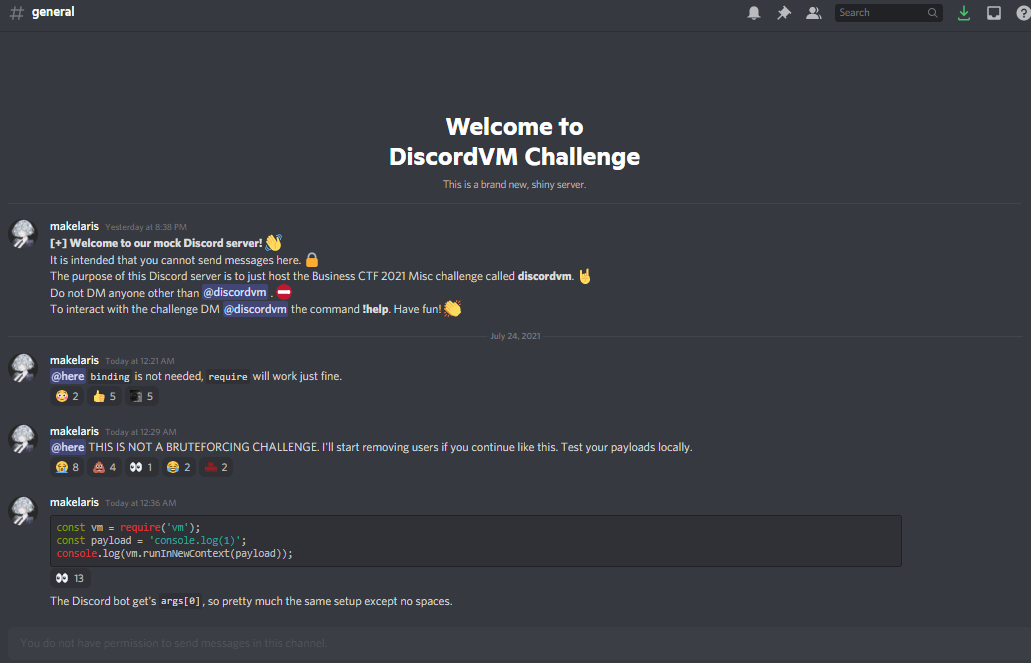 # general
Search
Welcome to
DiscordVM Challenge
This is a brand new, shiny server.
makelaris Yesterday at 8:38 PM
[+] Welcome to our mock Discord server! 👋
It is intended that you cannot send messages here. 🔒
The purpose of this Discord server is to just host the Business CTF 2021 Misc challenge called discordvm. 🤘
Do not DM anyone other than @discordvm . ⛔
To interact with the challenge DM @discordvm the command !help. Have fun! 👏
July 24, 2021
makelaris Today at 12:21 AM
@here binding is not needed, require will work just fine.
😳 2 👍 5 5
makelaris Today at 12:29 AM
@here THIS IS NOT A BRUTEFORCING CHALLENGE. I'll start removing users if you continue like this. Test your payloads locally.
😢 8 💩 4 👀 1 😂 2 2
makelaris Today at 12:36 AM
const vm = require('vm');
const payload = 'console.log(1)';
console.log(vm.runInNewContext(payload));
👀 13
The Discord bot get's args[0], so pretty much the same setup except no spaces.
You do not have permission to send messages in this channel.